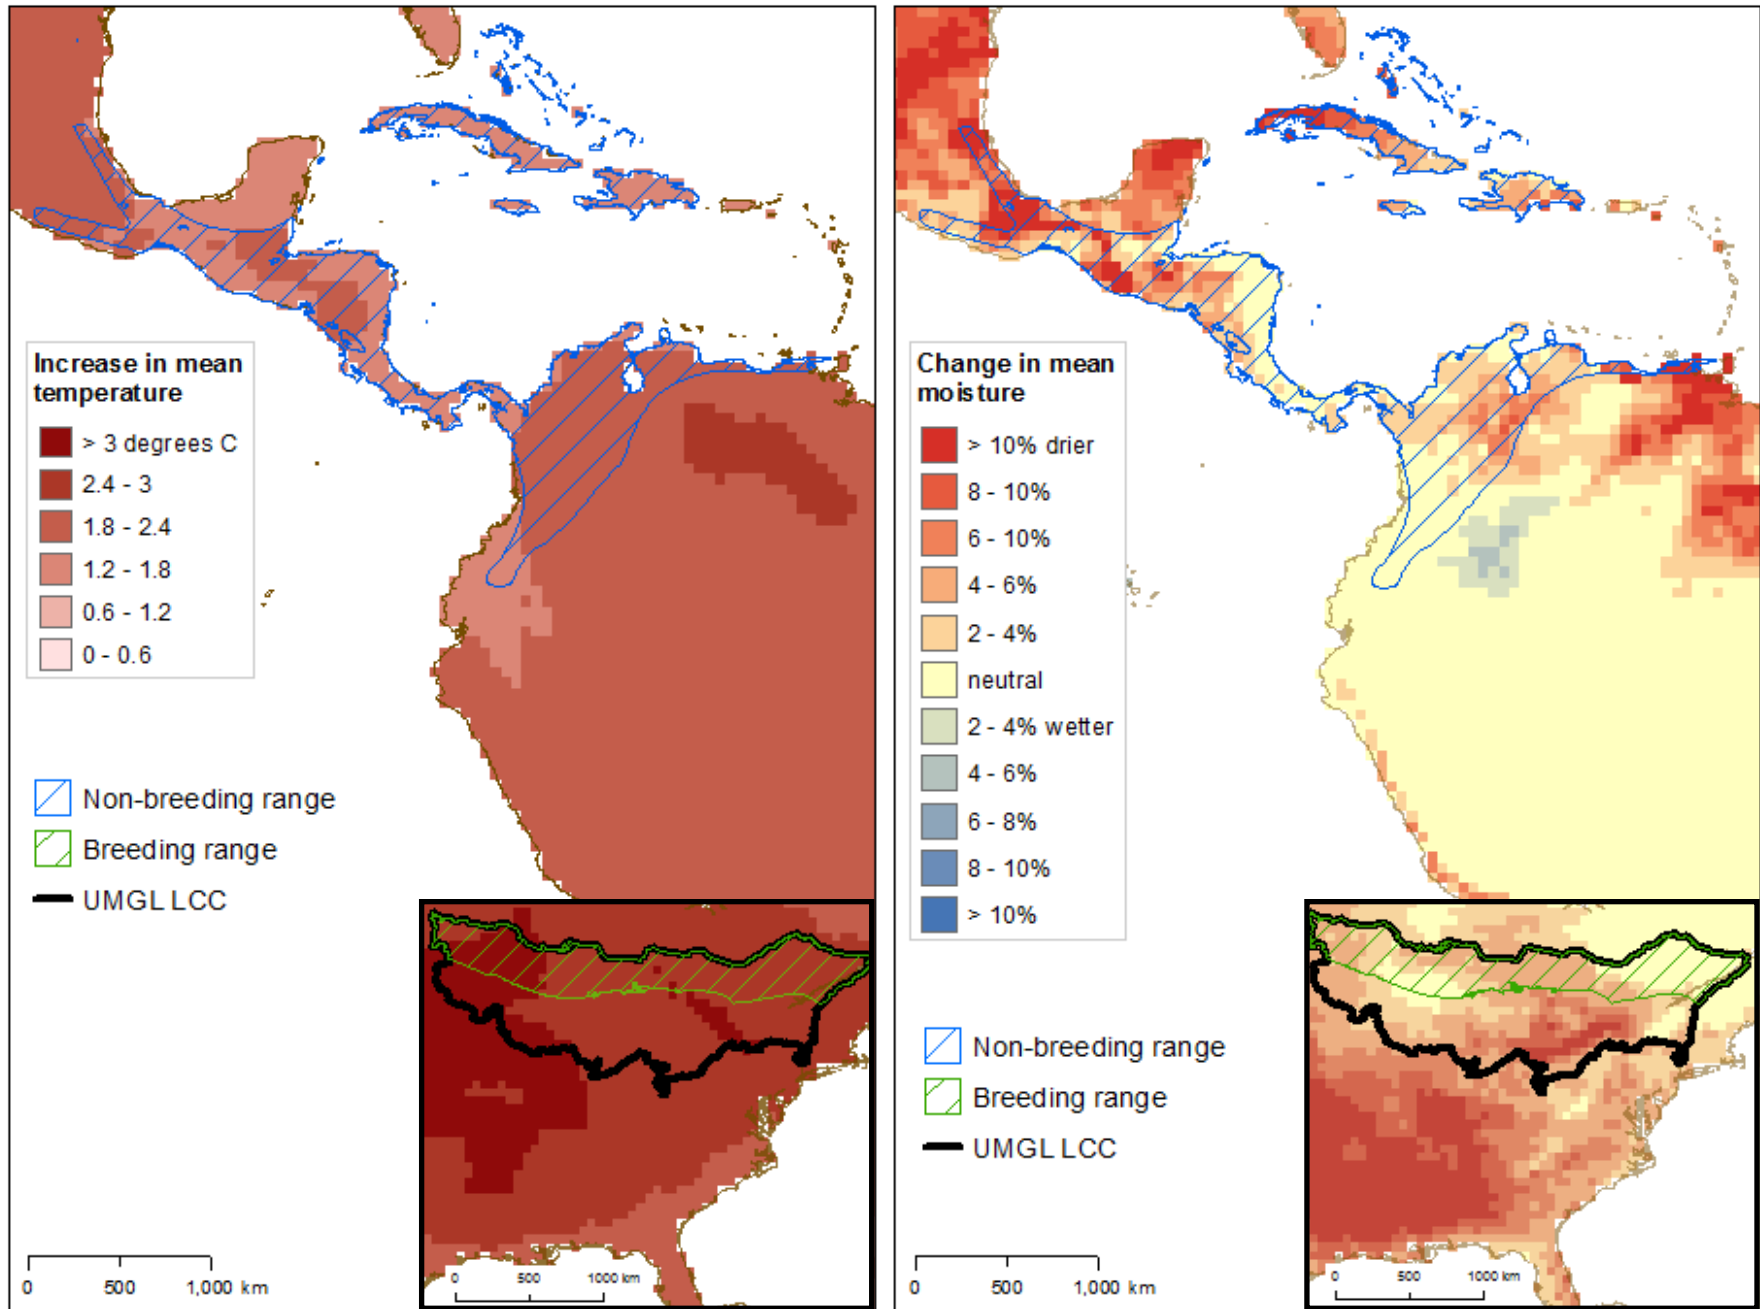 Increase in mean
temperature
> 3 degrees C
2.4 - 3
1.8 - 2.4
1.2 - 1.8
0.6 - 1.2
0 - 0.6
Non-breeding range
Breeding range
UMGL LCC
0 500 1,000 km
0 500 1000 km
Change in mean
moisture
> 10% drier
8 - 10%
6 - 10%
4 - 6%
2 - 4%
neutral
2 - 4% wetter
4 - 6%
6 - 8%
8 - 10%
> 10%
Non-breeding range
Breeding range
UMGL LCC
0 500 1,000 km
0 500 1000 km